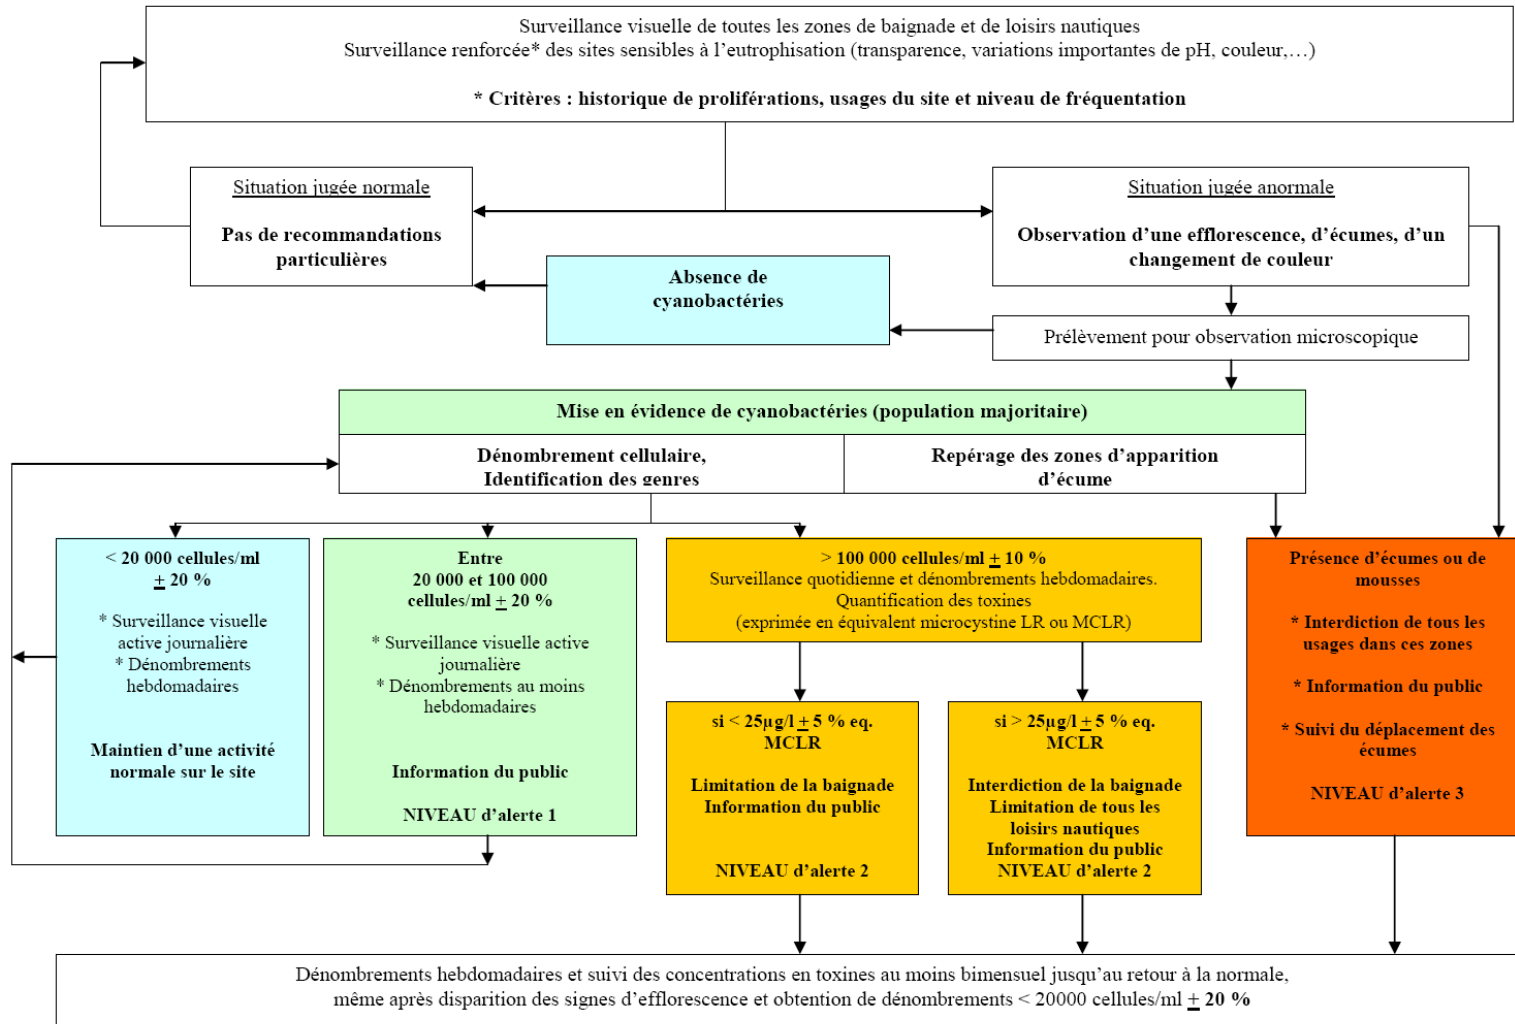 Surveillance visuelle de toutes les zones de baignade et de loisirs nautiques
Surveillance renforcée* des sites sensibles à l’eutrophisation (transparence, variations importantes de pH, couleur,…)
* Critères : historique de proliférations, usages du site et niveau de fréquentation
Situation jugée normale
Pas de recommandations
particulières
Situation jugée anormale
Observation d’une efflorescence, d’écumes, d’un
changement de couleur
Absence de
cyanobactéries
Prélèvement pour observation microscopique
Mise en évidence de cyanobactéries (population majoritaire)
Dénombrement cellulaire,
Identification des genres
Repérage des zones d’apparition
d’écume
< 20 000 cellules/ml
± 20 %
* Surveillance visuelle
active journalière
* Dénombrements
hebdomadaires
Maintien d’une activité
normale sur le site
Entre
20 000 et 100 000
cellules/ml ± 20 %
* Surveillance visuelle active
journalière
* Dénombrements au moins
hebdomadaires
Information du public
NIVEAU d’alerte 1
> 100 000 cellules/ml ± 10 %
Surveillance quotidienne et dénombrements hebdomadaires.
Quantification des toxines
(exprimée en équivalent microcystine LR ou MCLR)
si < 25µg/l ± 5 % eq.
MCLR
Limitation de la baignade
Information du public
NIVEAU d’alerte 2
si > 25µg/l ± 5 % eq.
MCLR
Interdiction de la baignade
Limitation de tous les
loisirs nautiques
Information du public
NIVEAU d’alerte 2
Présence d’écumes ou de
mousses
* Interdiction de tous les
usages dans ces zones
* Information du public
* Suivi du déplacement des
écumes
NIVEAU d’alerte 3
Dénombrements hebdomadaires et suivi des concentrations en toxines au moins bimensuel jusqu’au retour à la normale,
même après disparition des signes d’efflorescence et obtention de dénombrements < 20000 cellules/ml ± 20 %